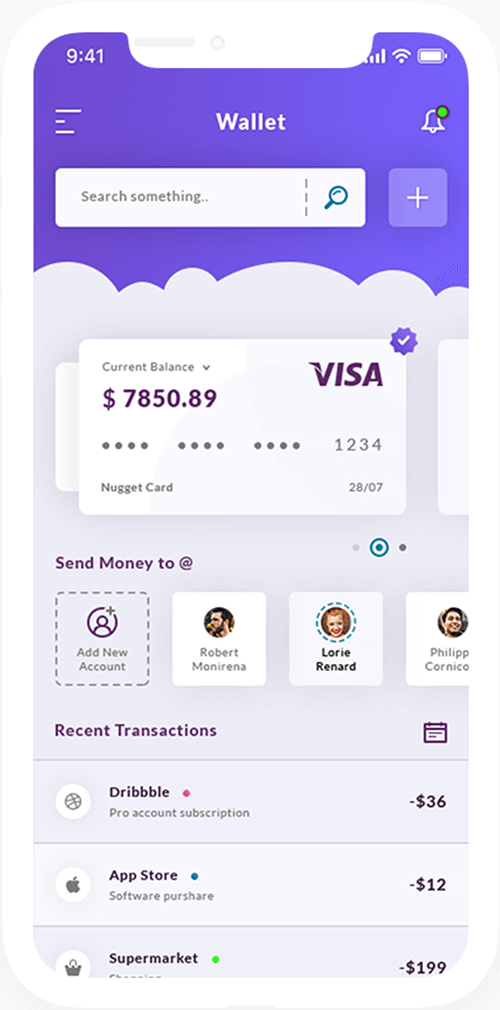 9:41
Wallet
Search something..
Current Balance
VISA
$ 7850.89
1234
Nugget Card
28/07
Send Money to @
Add New
Account
Robert
Monirena
Lorie
Renard
Philipp
Cornico
Recent Transactions
Dribbble
Pro account subscription
-$36
App Store
Software purshare
-$12
Supermarket
-$199